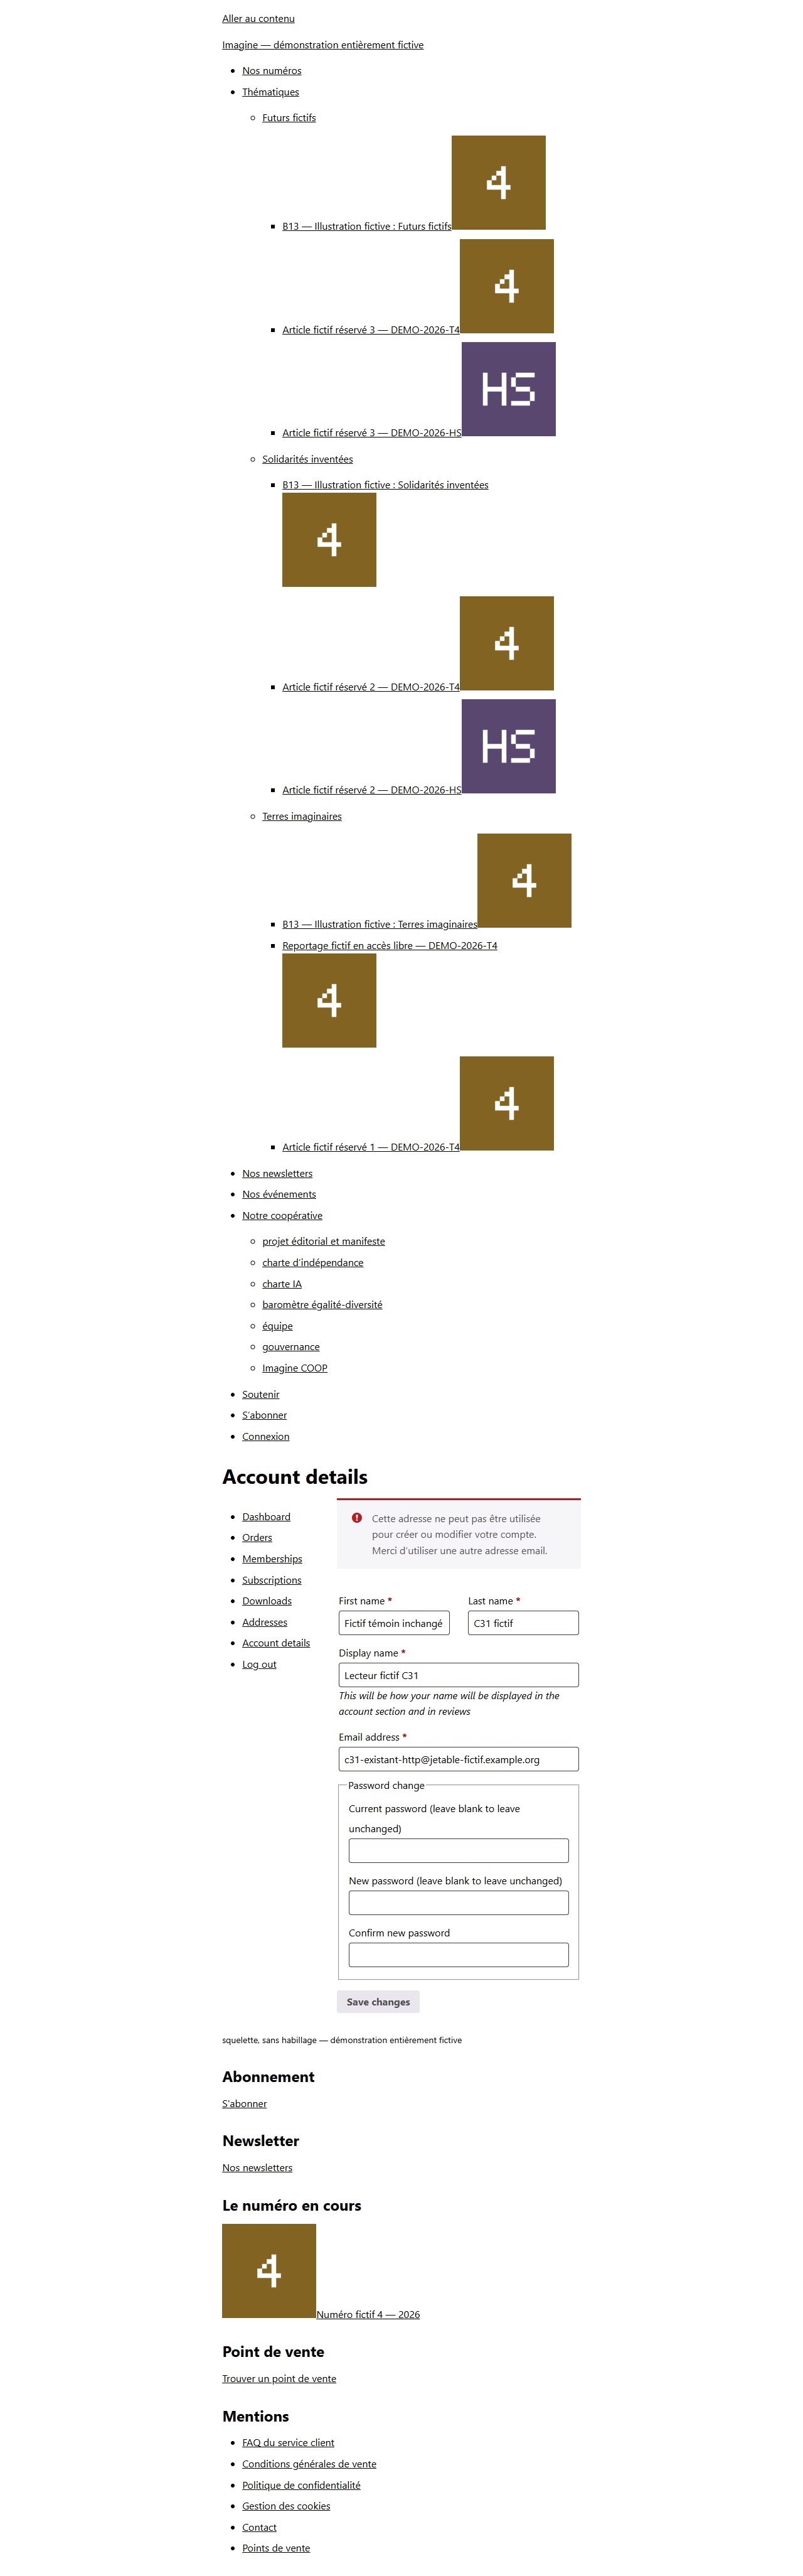 Aller au contenu
Imagine — démonstration entièrement fictive
Nos numéros
Thématiques
Futurs fictifs
4
B13 — Illustration fictive : Futurs fictifs
4
Article fictif réservé 3 — DEMO-2026-T4
HS
Article fictif réservé 3 — DEMO-2026-HS
Solidarités inventées
B13 — Illustration fictive : Solidarités inventées
4
4
Article fictif réservé 2 — DEMO-2026-T4
HS
Article fictif réservé 2 — DEMO-2026-HS
Terres imaginaires
4
B13 — Illustration fictive : Terres imaginaires
Reportage fictif en accès libre — DEMO-2026-T4
4
4
Article fictif réservé 1 — DEMO-2026-T4
Nos newsletters
Nos événements
Notre coopérative
projet éditorial et manifeste
charte d’indépendance
charte IA
baromètre égalité-diversité
équipe
gouvernance
Imagine COOP
Soutenir
S’abonner
Connexion
Account details
Dashboard
Orders
Memberships
Subscriptions
Downloads
Addresses
Account details
Log out
Cette adresse ne peut pas être utilisée
pour créer ou modifier votre compte.
Merci d’utiliser une autre adresse email.
First name * Last name *
Fictif témoin inchangé C31 fictif
Display name *
Lecteur fictif C31
This will be how your name will be displayed in the
account section and in reviews
Email address *
c31-existant-http@jetable-fictif.example.org
Password change
Current password (leave blank to leave
unchanged)
New password (leave blank to leave unchanged)
Confirm new password
Save changes
squelette, sans habillage — démonstration entièrement fictive
Abonnement
S'abonner
Newsletter
Nos newsletters
Le numéro en cours
4
Numéro fictif 4 — 2026
Point de vente
Trouver un point de vente
Mentions
FAQ du service client
Conditions générales de vente
Politique de confidentialité
Gestion des cookies
Contact
Points de vente